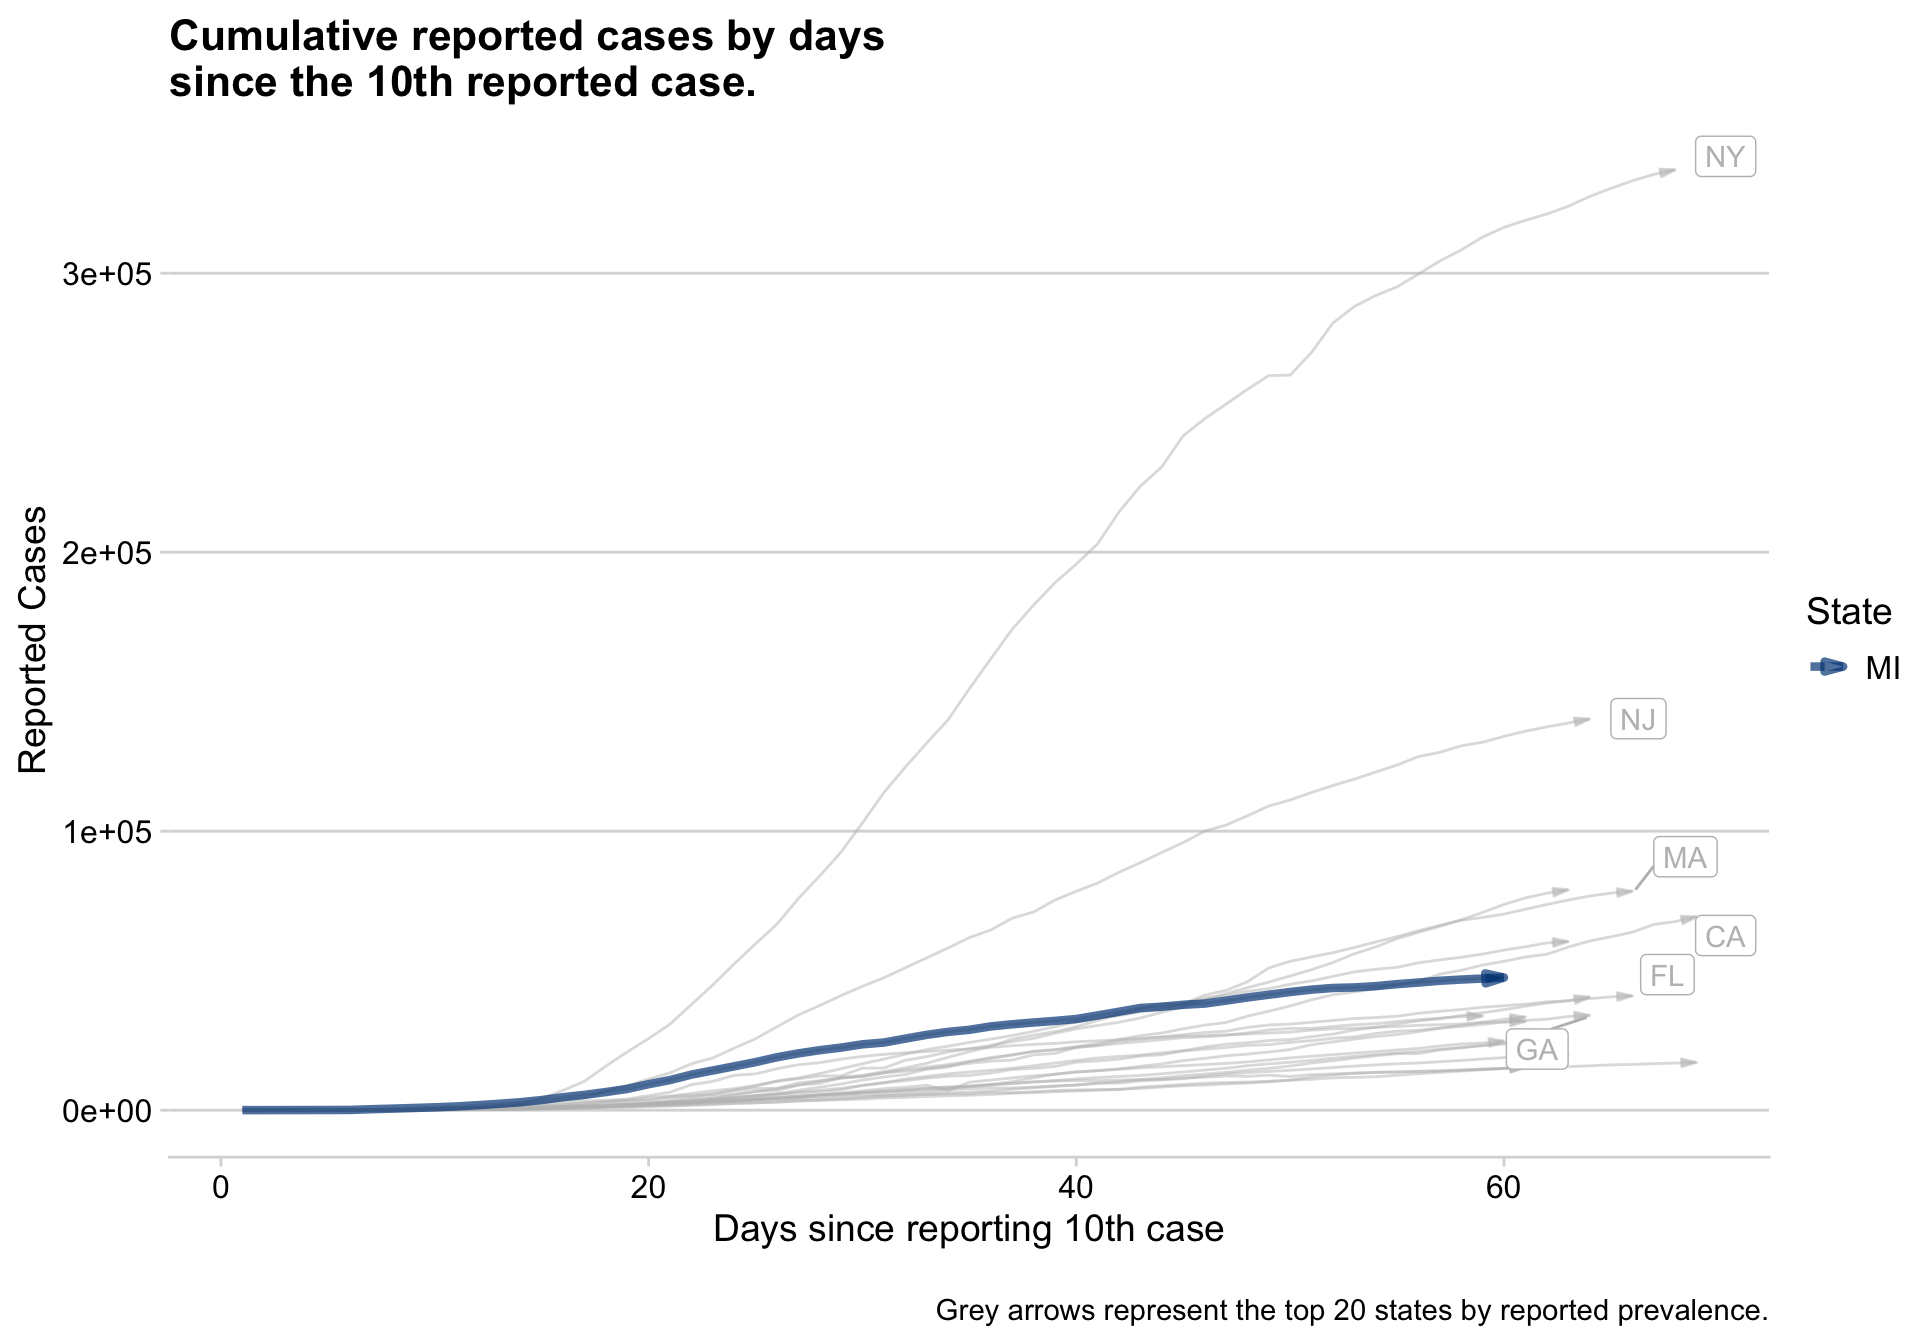 Cumulative reported cases by days
since the 10th reported case.
NY
3e+05
2e+05
NJ
1e+05
MA
CA
FL
GA
0e+00
Reported Cases
State
MI
0
20
40
60
Days since reporting 10th case
Grey arrows represent the top 20 states by reported prevalence.